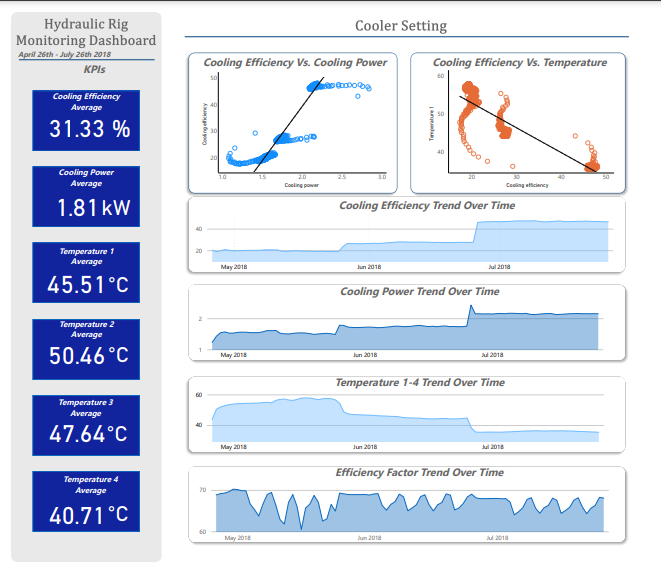 Hydraulic Rig
Monitoring Dashboard
April 26th - July 26th 2018
KPIs
Cooling Efficiency
Average
31.33 %
Cooling Power
Average
1.81 kW
Temperature 1
Average
45.51 °C
Temperature 2
Average
50.46 °C
Temperature 3
Average
47.64 °C
Temperature 4
Average
40.71 °C
Cooler Setting
Cooling Efficiency Vs. Cooling Power
Cooling efficiency
50
40
30
20
1.0 1.5 2.0 2.5 3.0
Cooling power
Cooling Efficiency Vs. Temperature
Temperature 1
60
50
40
20 30 40 50
Cooling efficiency
Cooling Efficiency Trend Over Time
40
20
May 2018 Jun 2018 Jul 2018
Cooling Power Trend Over Time
2
1
May 2018 Jun 2018 Jul 2018
Temperature 1-4 Trend Over Time
60
40
May 2018 Jun 2018 Jul 2018
Efficiency Factor Trend Over Time
70
60
May 2018 Jun 2018 Jul 2018